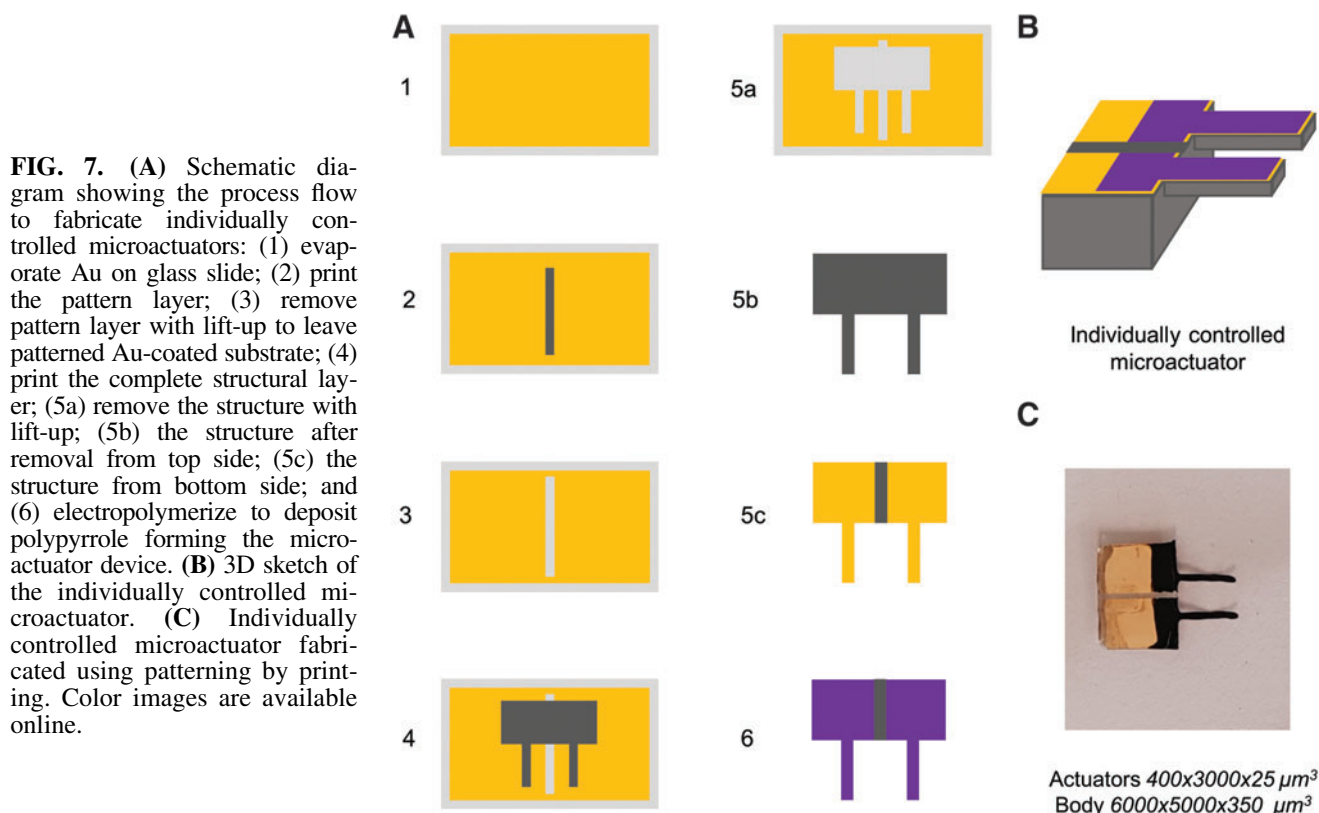 FIG. 7. (A) Schematic dia-
gram showing the process flow
to fabricate individually con-
trolled microactuators: (1) evap-
orate Au on glass slide; (2) print
the pattern layer; (3) remove
pattern layer with lift-up to leave
patterned Au-coated substrate; (4)
print the complete structural lay-
er; (5a) remove the structure with
lift-up; (5b) the structure after
removal from top side; (5c) the
structure from bottom side; and
(6) electropolymerize to deposit
polypyrrole forming the micro-
actuator device. (B) 3D sketch of
the individually controlled mi-
croactuator. (C) Individually
controlled microactuator fabri-
cated using patterning by print-
ing. Color images are available
online.
A
1
2
3
4
5a
5b
5c
6
B
Individually controlled
microactuator
C
Actuators 400x3000x25 µm³
Body 6000x5000x350 µm³